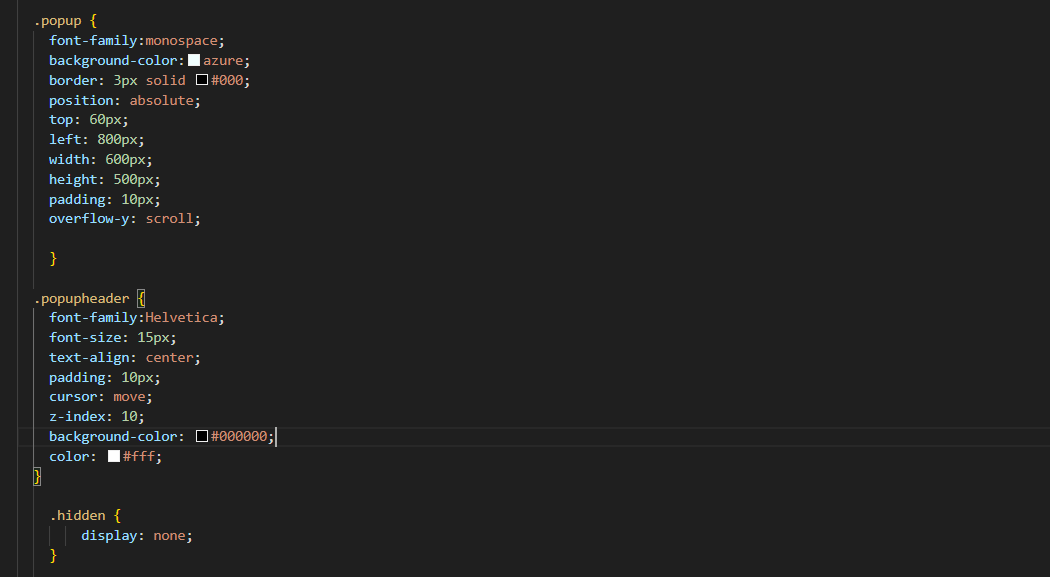 .popup {
font-family:monospace;
background-color:azure;
border: 3px solid #000;
position: absolute;
top: 60px;
left: 800px;
width: 600px;
height: 500px;
padding: 10px;
overflow-y: scroll;
}
.popupheader {
font-family:Helvetica;
font-size: 15px;
text-align: center;
padding: 10px;
cursor: move;
z-index: 10;
background-color: #000000;
color: #fff;
}
.hidden {
display: none;
}